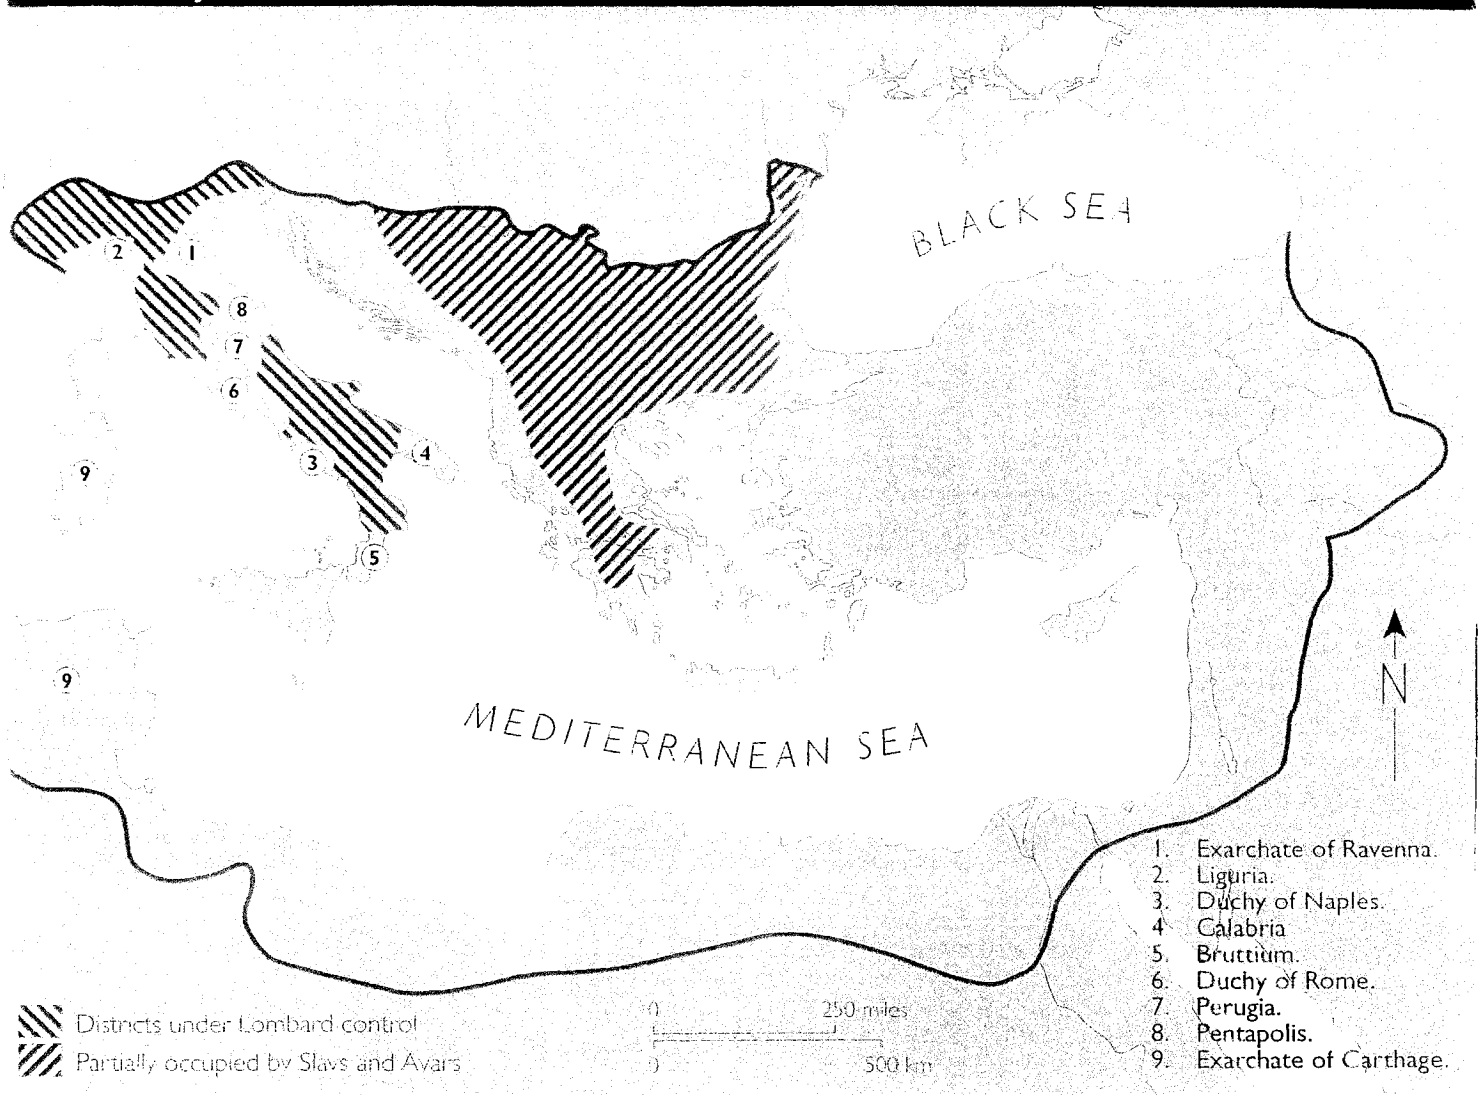 BLACK SEA
2
1
8
7
6
3
4
9
5
9
N
MEDITERRANEAN SEA
1. Exarchate of Ravenna.
2. Liguria.
3. Duchy of Naples.
4 Calabria
5. Bruttium.
6. Duchy of Rome.
7. Perugia.
8. Pentapolis.
9. Exarchate of Carthage.
Districts under Lombard control
Partially occupied by Slavs and Avars
0 250 miles
0 500 km